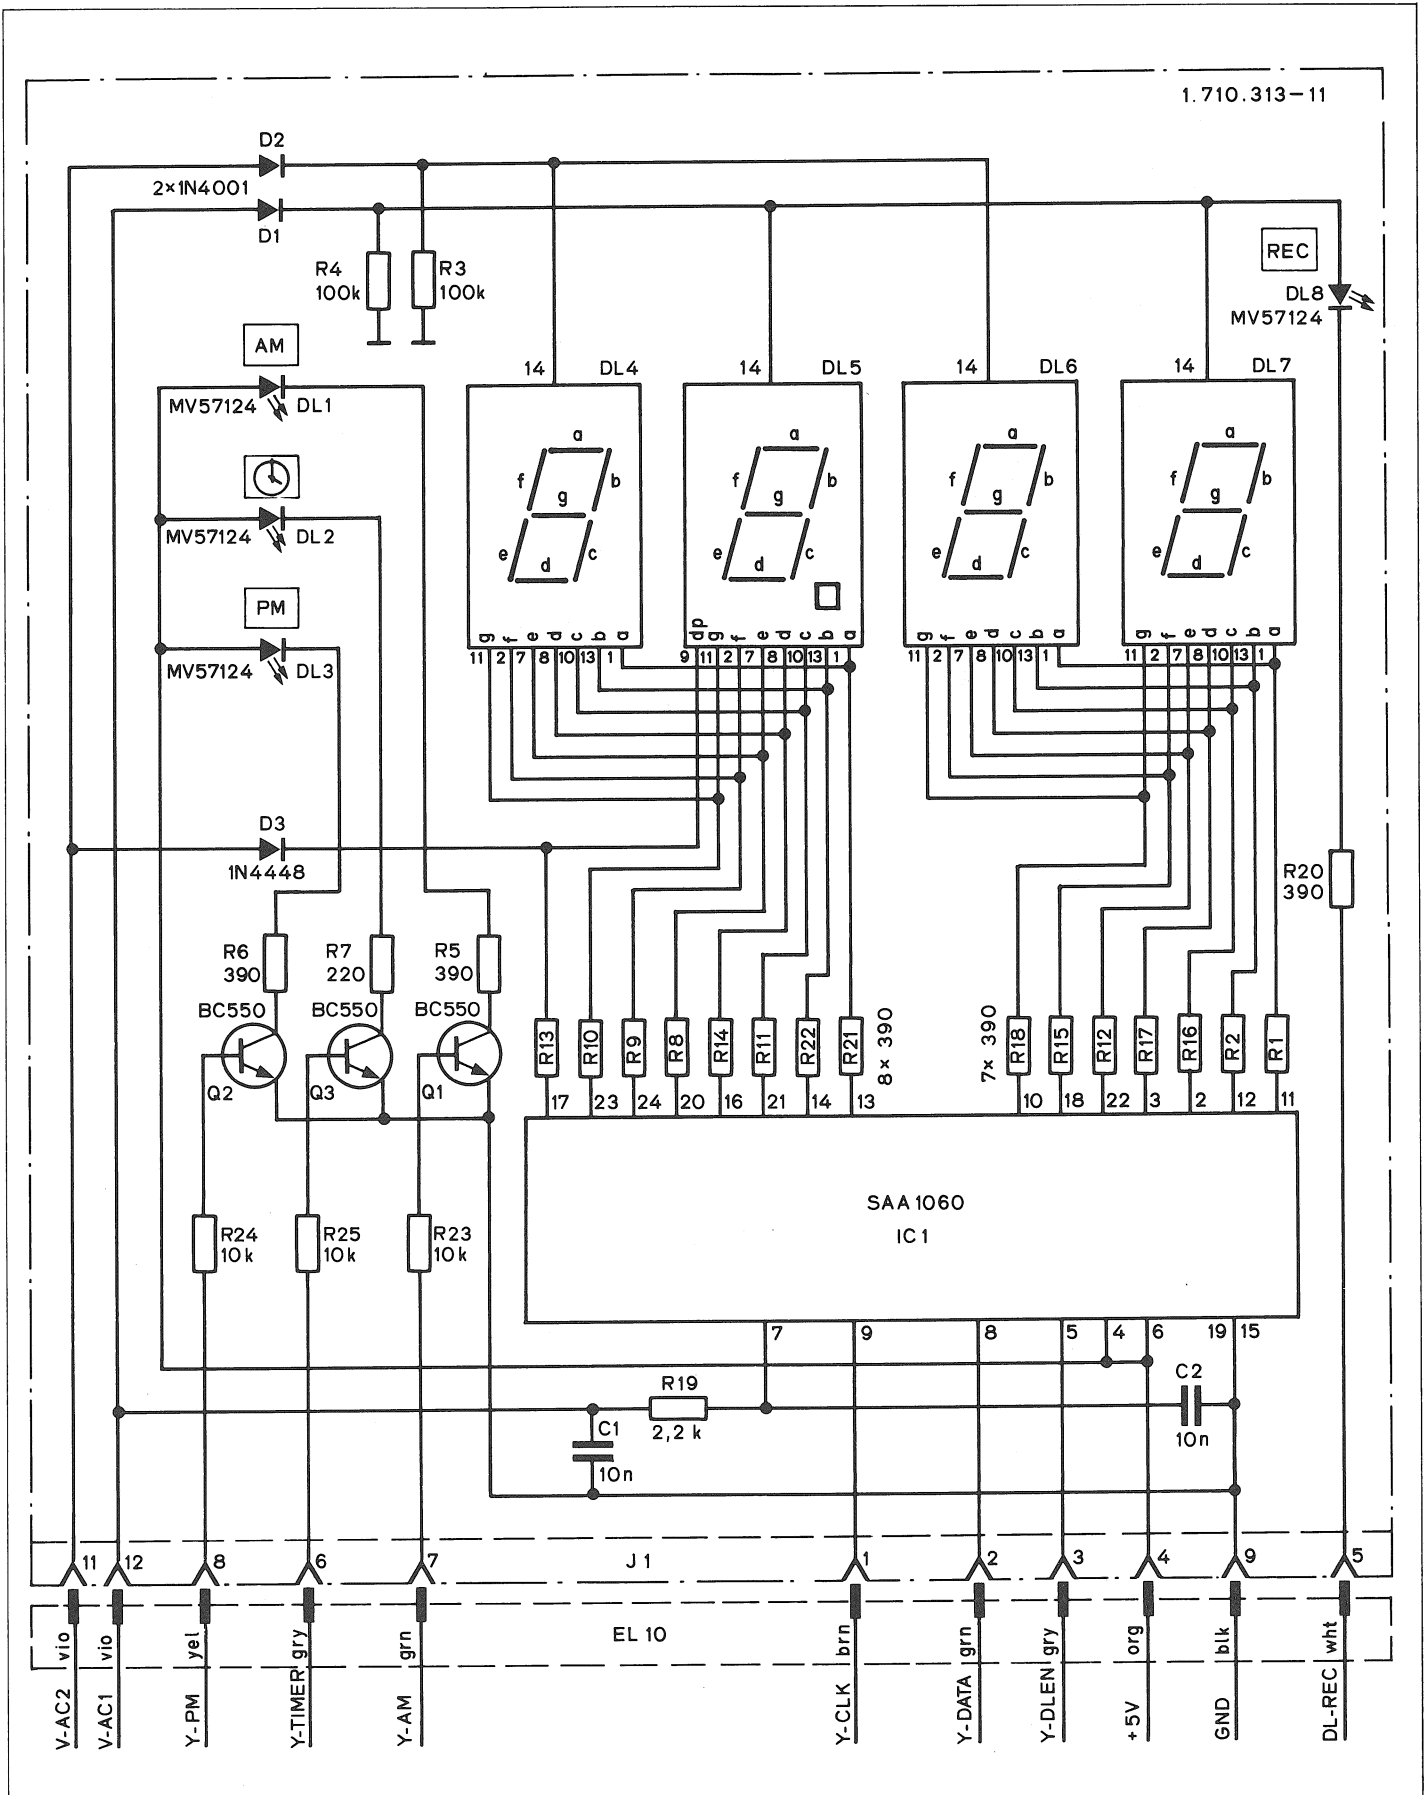 1.710.313-11
D2
2×1N4001
D1
R4
100k
R3
100k
REC
DL8
MV57124
AM
MV57124
DL1
MV57124
DL2
PM
MV57124
DL3
14
DL4
14
DL5
14
DL6
14
DL7
a
f
b
g
e
c
d
a
f
b
g
e
c
d
a
f
b
g
e
c
d
a
f
b
g
e
c
d
g f e d c b a
dp g f e d c b a
g f e d c b a
g f e d c b a
11 2 7 8 10 13 1
9 11 2 7 8 10 13 1
11 2 7 8 10 13 1
11 2 7 8 10 13 1
D3
1N4448
R20
390
R6
390
R7
220
R5
390
BC550
BC550
BC550
Q2
Q3
Q1
R13
R10
R9
R8
R14
R11
R22
R21
8× 390
7× 390
R18
R15
R12
R17
R16
R2
R1
17 23 24 20 16 21 14 13
10 18 22 3 2 12 11
SAA1060
IC1
R24
10k
R25
10k
R23
10k
7 9 8 5 4 6 19 15
R19
2,2 k
C1
10n
C2
10n
11 12 8 6 7
J1
1 2 3 4 9 5
EL 10
V-AC2 vio
V-AC1 vio
Y-PM yel
Y-TIMER gry
Y-AM grn
Y-CLK brn
Y-DATA grn
Y-DLEN gry
+5V org
GND blk
DL-REC wht